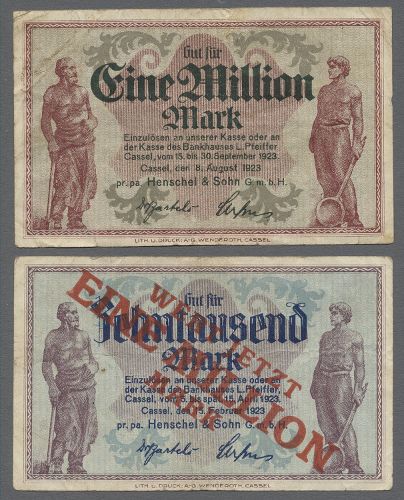 Gut für
Eine Million
Mark
Einzulösen an unserer Kasse oder an
der Kasse des Bankhauses L. Pfeiffer
Cassel, vom 15. bis 30. September 1923.
Cassel, den 8. August 1923
pr. pa. Henschel & Sohn G. m. b. H.
LITH. U. DRUCK: A.-G. WENDEROTH, CASSEL
Gut für
Zehntausend
Mark
WERT JETZT
EINE MILLION
MARK
Einzulösen an unserer Kasse oder an
der Kasse des Bankhauses L. Pfeiffer,
Cassel, vom 5. bis spät. 15. April 1923.
Cassel, den 15. Februar 1923
pr. pa. Henschel & Sohn G. m. b. H.
LITH. U. DRUCK: A.-G. WENDEROTH, CASSEL